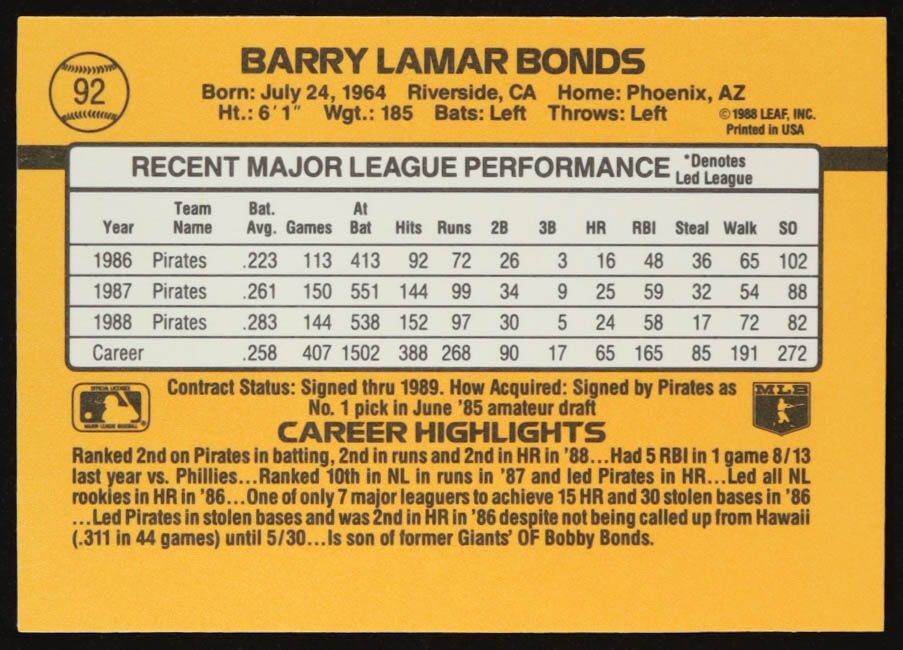 92
BARRY LAMAR BONDS
Born: July 24, 1964 Riverside, CA Home: Phoenix, AZ
Ht.: 6'1" Wgt.: 185 Bats: Left Throws: Left
© 1988 LEAF, INC.
Printed in USA
RECENT MAJOR LEAGUE PERFORMANCE *Denotes Led League
Year Team Name Bat. Avg. Games At Bat Hits Runs 2B 3B HR RBI Steal Walk SO
1986 Pirates .223 113 413 92 72 26 3 16 48 36 65 102
1987 Pirates .261 150 551 144 99 34 9 25 59 32 54 88
1988 Pirates .283 144 538 152 97 30 5 24 58 17 72 82
Career .258 407 1502 388 268 90 17 65 165 85 191 272
OFFICIAL LICENSEE
MAJOR LEAGUE BASEBALL
Contract Status: Signed thru 1989. How Acquired: Signed by Pirates as
No. 1 pick in June '85 amateur draft
MLB
CAREER HIGHLIGHTS
Ranked 2nd on Pirates in batting, 2nd in runs and 2nd in HR in '88...Had 5 RBI in 1 game 8/13
last year vs. Phillies...Ranked 10th in NL in runs in '87 and led Pirates in HR...Led all NL
rookies in HR in '86...One of only 7 major leaguers to achieve 15 HR and 30 stolen bases in '86
...Led Pirates in stolen bases and was 2nd in HR in '86 despite not being called up from Hawaii
(.311 in 44 games) until 5/30...Is son of former Giants' OF Bobby Bonds.